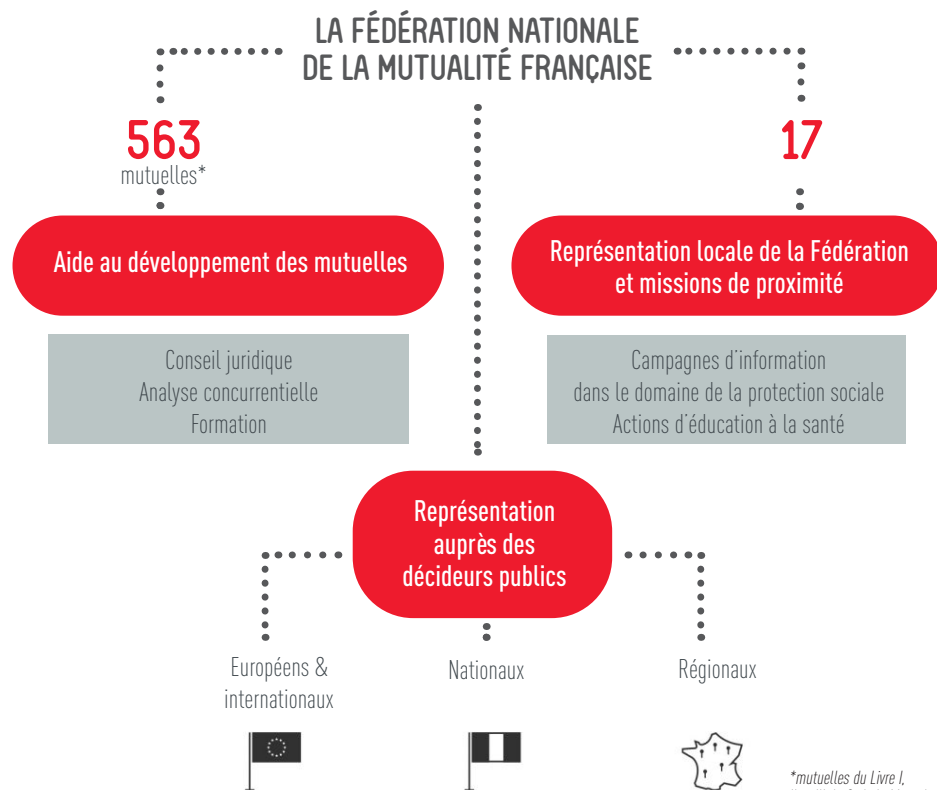 LA FÉDÉRATION NATIONALE
DE LA MUTUALITÉ FRANÇAISE
563
mutuelles*
17
Aide au développement des mutuelles
Conseil juridique
Analyse concurrentielle
Formation
Représentation locale de la Fédération
et missions de proximité
Campagnes d'information
dans le domaine de la protection sociale
Actions d'éducation à la santé
Représentation
auprès des
décideurs publics
Européens &
internationaux
Nationaux
Régionaux
*mutuelles du Livre I,